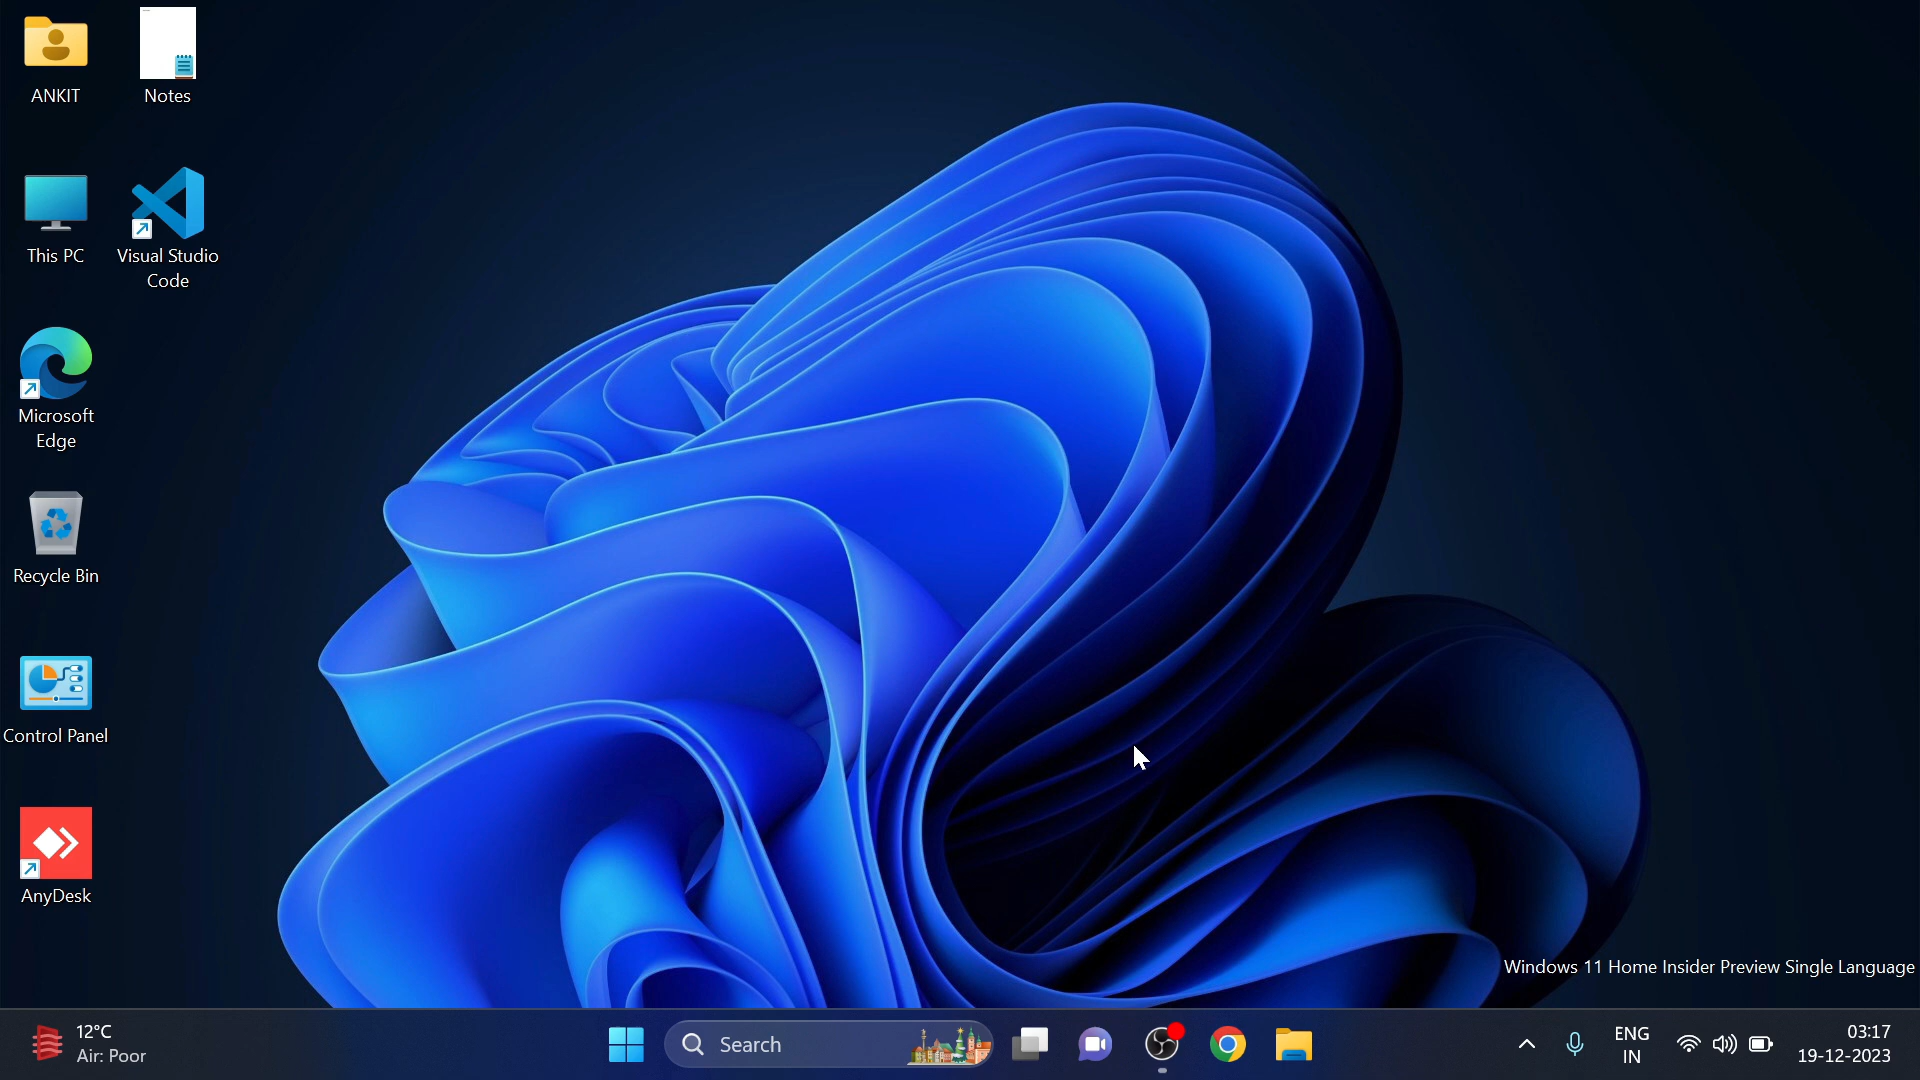 ANKIT
Notes
This PC
Visual Studio
Code
Microsoft
Edge
Recycle Bin
Control Panel
AnyDesk
Windows 11 Home Insider Preview Single Language
12°C
Air: Poor
Search
ENG
IN
03:17
19-12-2023